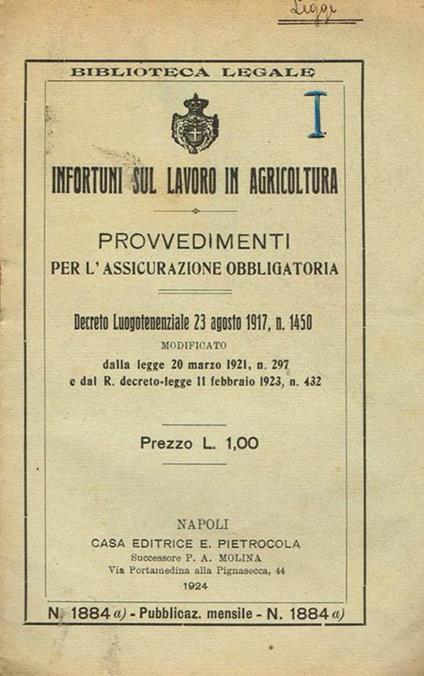 Leggi
BIBLIOTECA LEGALE
I
INFORTUNI SUL LAVORO IN AGRICOLTURA
PROVVEDIMENTI
PER L'ASSICURAZIONE OBBLIGATORIA
Decreto Luogotenenziale 23 agosto 1917, n. 1450
MODIFICATO
dalla legge 20 marzo 1921, n. 297
e dal R. decreto-legge 11 febbraio 1923, n. 432
Prezzo L. 1,00
NAPOLI
CASA EDITRICE E. PIETROCOLA
Successore P. A. MOLINA
Via Portamedina alla Pignasecca, 44
1924
N. 1884 a) - Pubblicaz. mensile - N. 1884 a)